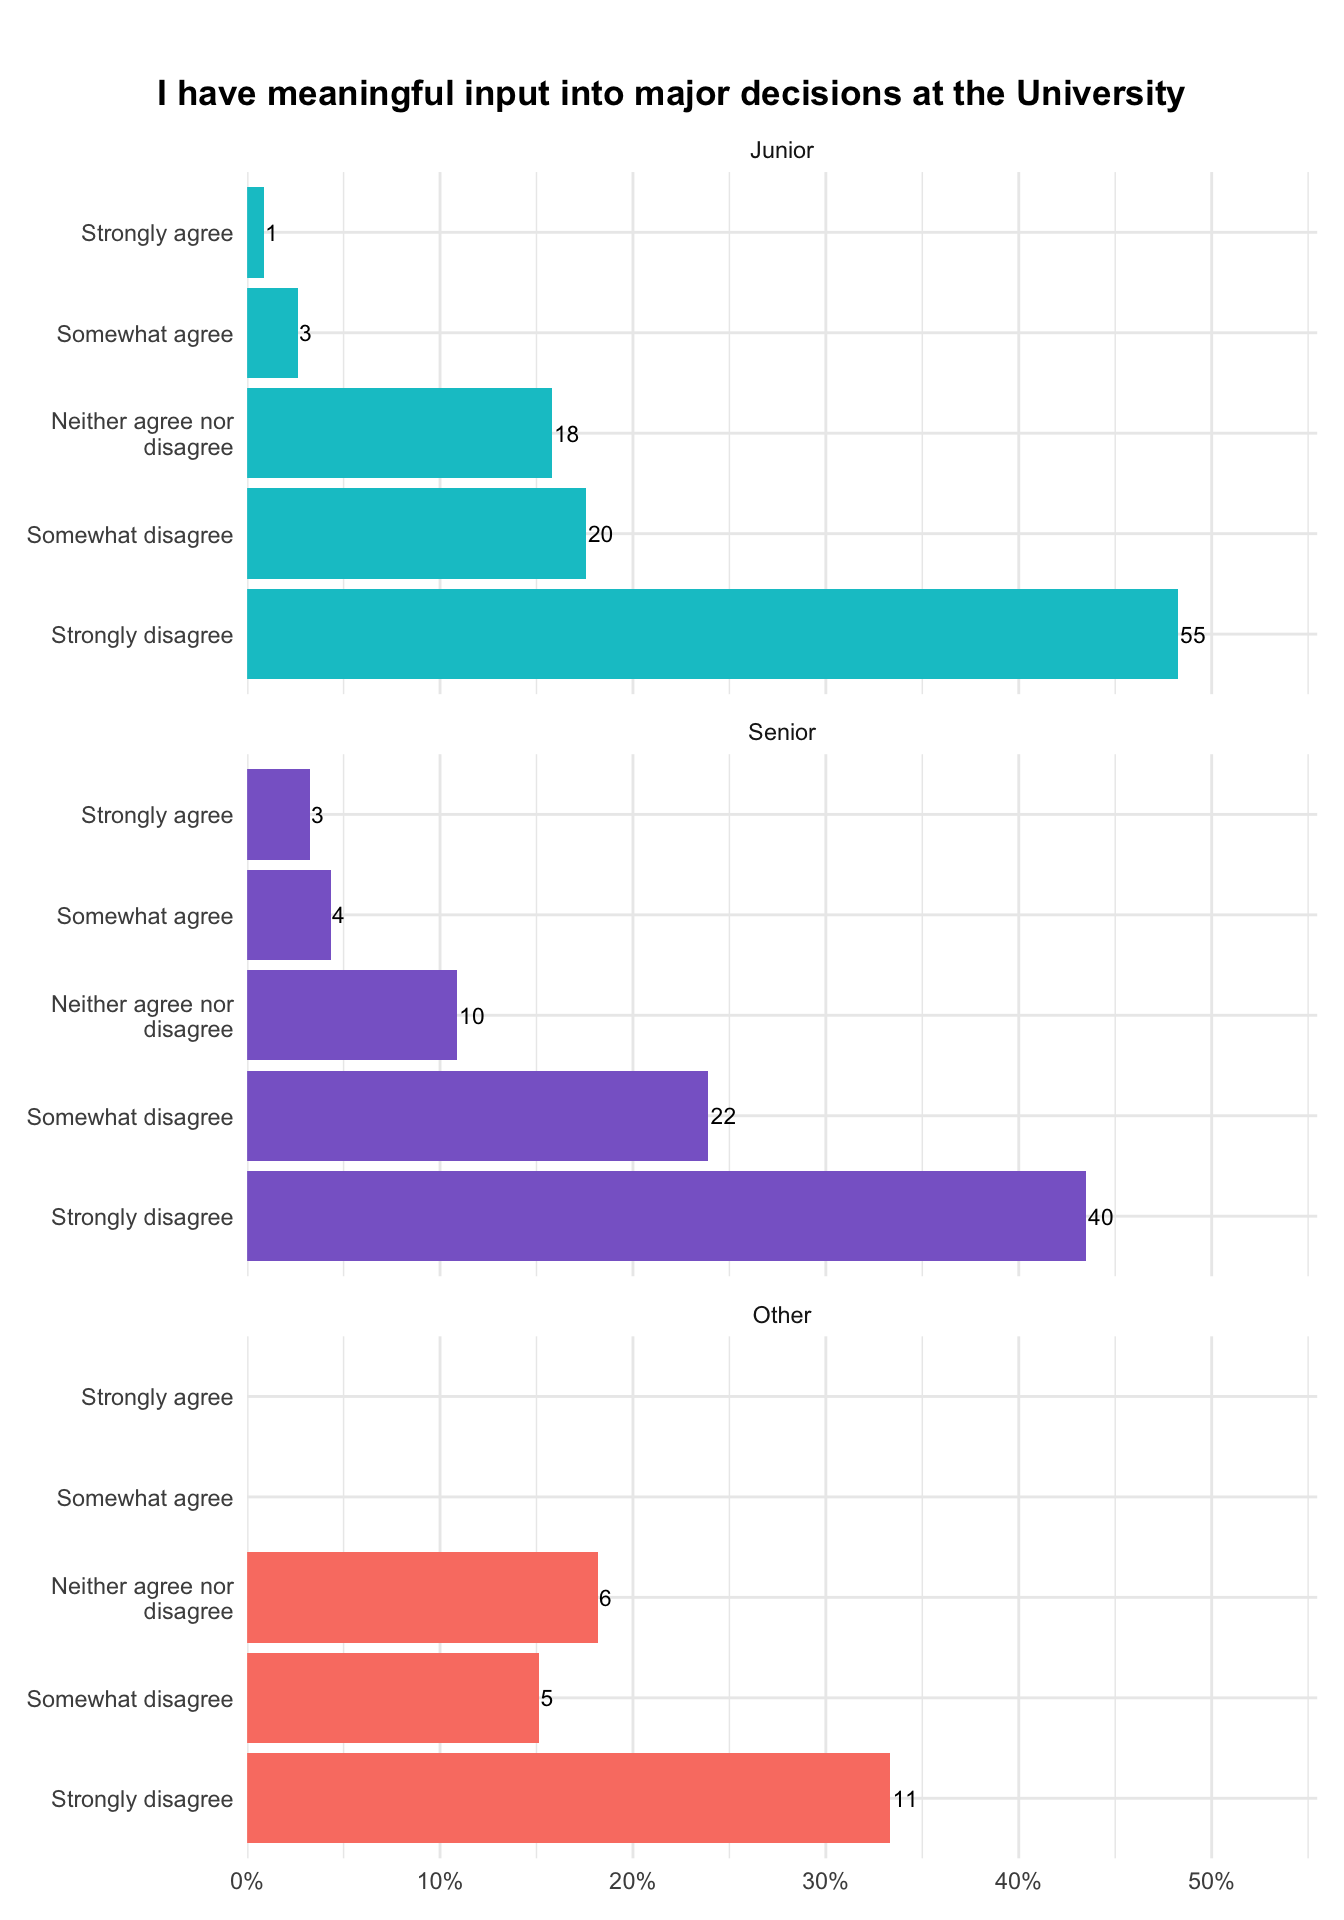 I have meaningful input into major decisions at the University
Junior
Strongly agree
1
Somewhat agree
3
Neither agree nor
disagree
18
Somewhat disagree
20
Strongly disagree
55
Senior
Strongly agree
3
Somewhat agree
4
Neither agree nor
disagree
10
Somewhat disagree
22
Strongly disagree
40
Other
Strongly agree
Somewhat agree
Neither agree nor
disagree
6
Somewhat disagree
5
Strongly disagree
11
0% 10% 20% 30% 40% 50%